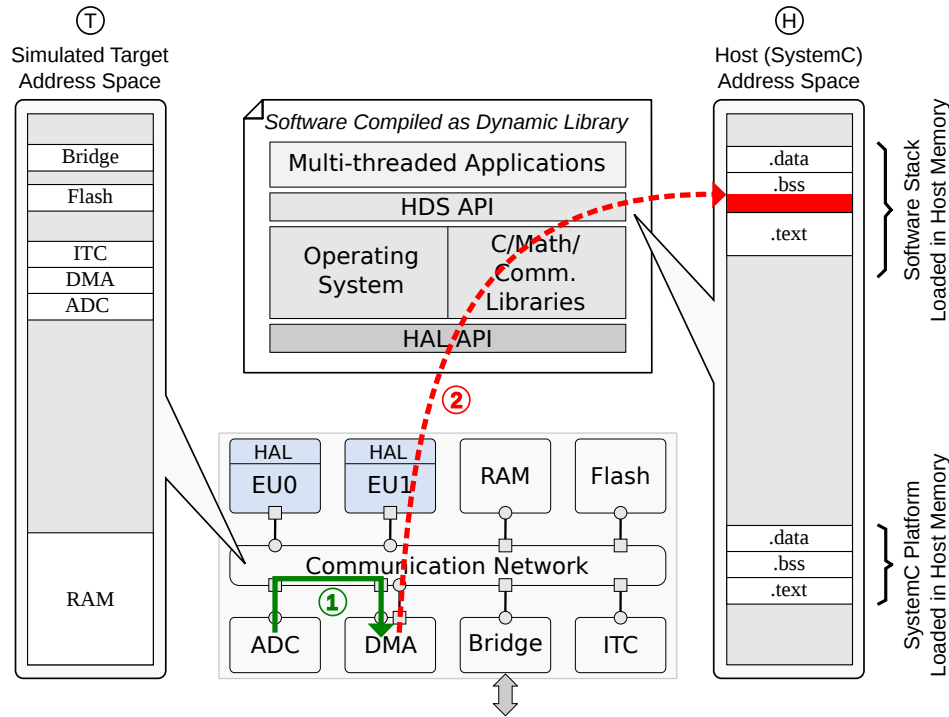 T
Simulated Target
Address Space
Bridge
Flash
ITC
DMA
ADC
RAM
Software Compiled as Dynamic Library
Multi-threaded Applications
HDS API
Operating
System
C/Math/
Comm.
Libraries
HAL API
2
HAL
EU0
HAL
EU1
RAM
Flash
Communication Network
1
ADC
DMA
Bridge
ITC
H
Host (SystemC)
Address Space
.data
.bss
.text
.data
.bss
.text
Software Stack
Loaded in Host Memory
SystemC Platform
Loaded in Host Memory